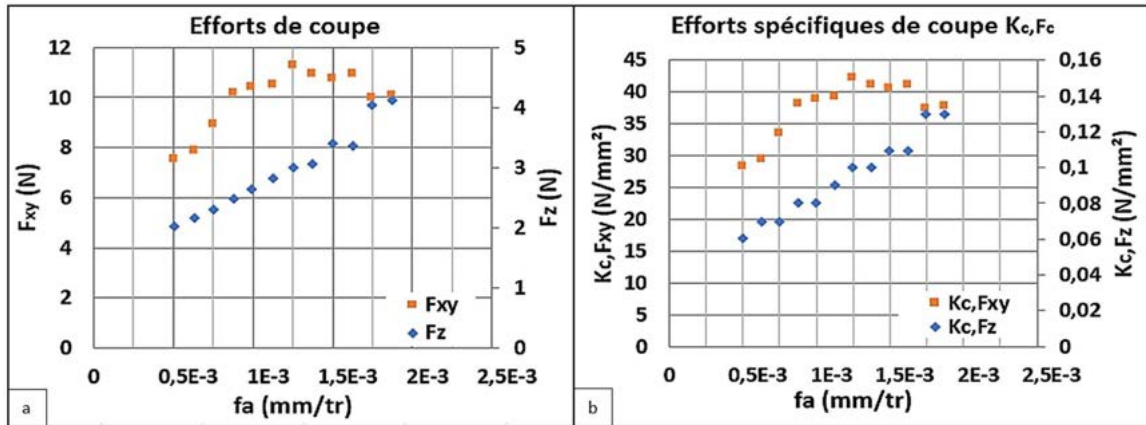 Efforts de coupe
12
10
8
6
4
2
0
Fxy (N)
5
4
3
2
1
0
Fz (N)
Fxy
Fz
0 0,5E-3 1E-3 1,5E-3 2E-3 2,5E-3
fa (mm/tr)
a
Efforts spécifiques de coupe Kc,Fc
45
40
35
30
25
20
15
10
5
0
Kc,Fxy (N/mm²)
0,16
0,14
0,12
0,1
0,08
0,06
0,04
0,02
0
Kc,Fz (N/mm²)
Kc,Fxy
Kc,Fz
0 0,5E-3 1E-3 1,5E-3 2E-3 2,5E-3
fa (mm/tr)
b